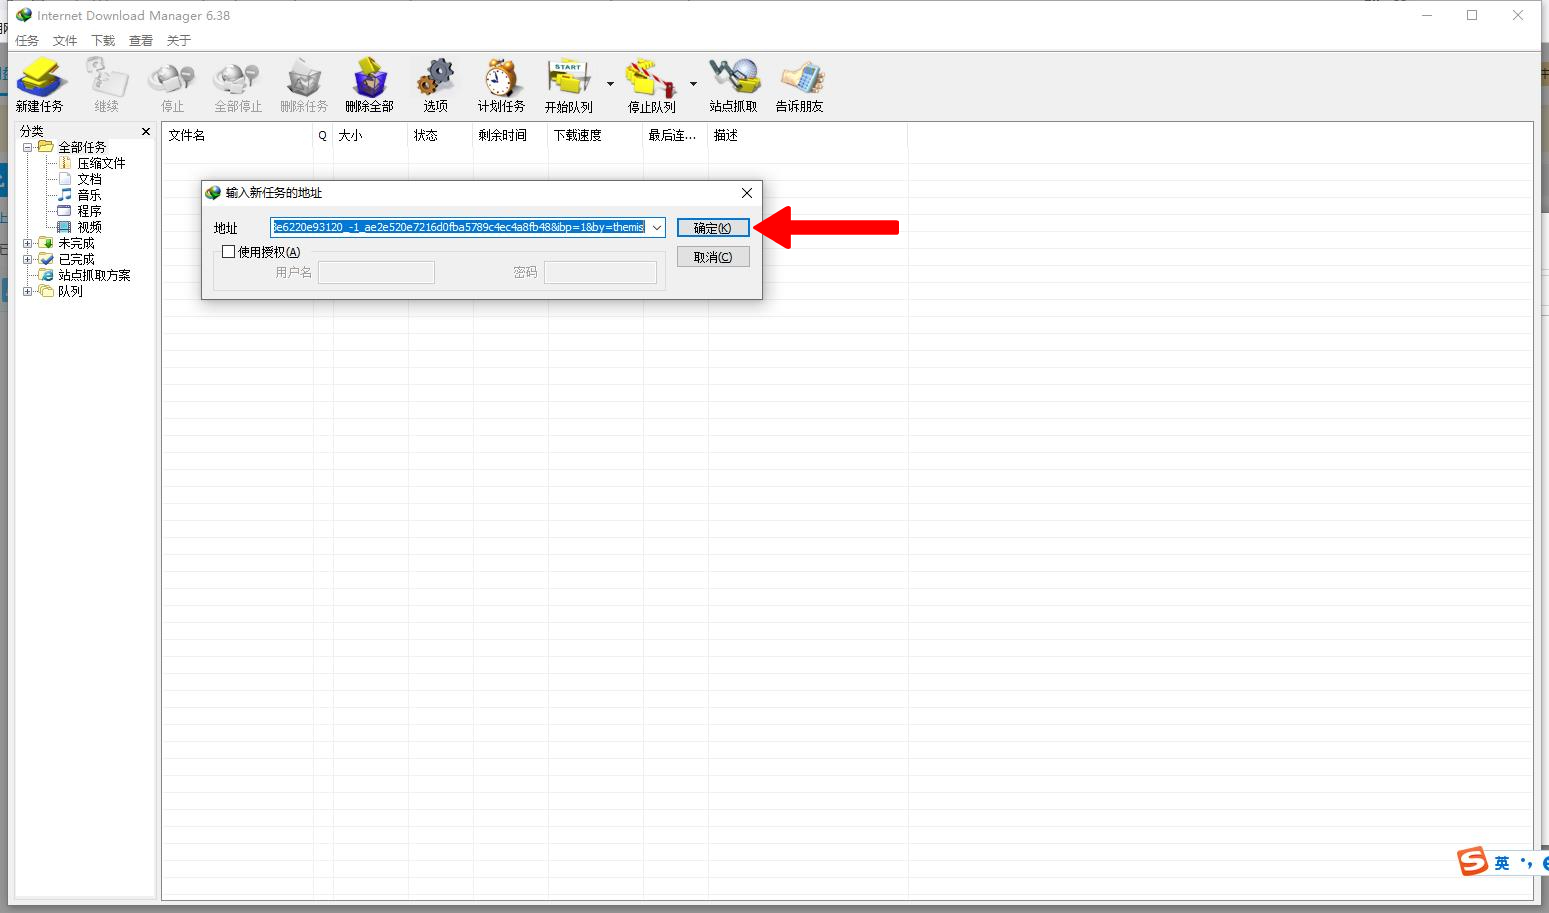 Internet Download Manager 6.38
任务 文件 下载 查看 关于
START
新建任务 继续 停止 全部停止 删除任务 删除全部 选项 计划任务 开始队列 停止队列 站点抓取 告诉朋友
分类
全部任务
压缩文件
文档
音乐
程序
视频
未完成
已完成
站点抓取方案
队列
文件名 Q 大小 状态 剩余时间 下载速度 最后连... 描述
输入新任务的地址
地址 8e6220e93120_-1_ae2e520e7216d0fba5789c4ec4a8fb48&ibp=1&by=themis 确定(K)
使用授权(A) 取消(C)
用户名 密码
英